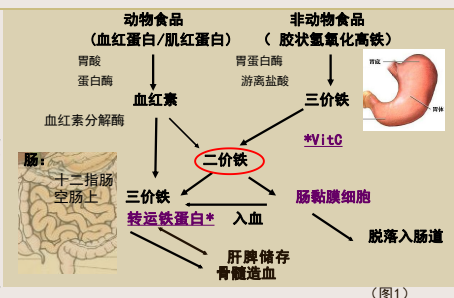 动物食品
非动物食品
(血红蛋白/肌红蛋白)
( 胶状氢氧化高铁)
胃酸
蛋白酶
胃蛋白酶
游离盐酸
胃底
胃体
血红素
三价铁
血红素分解酶
*VitC
肠:
二价铁
十二指肠
空肠上
三价铁
肠黏膜细胞
转运铁蛋白*
入血
脱落入肠道
肝脾储存
骨髓造血
(图1)